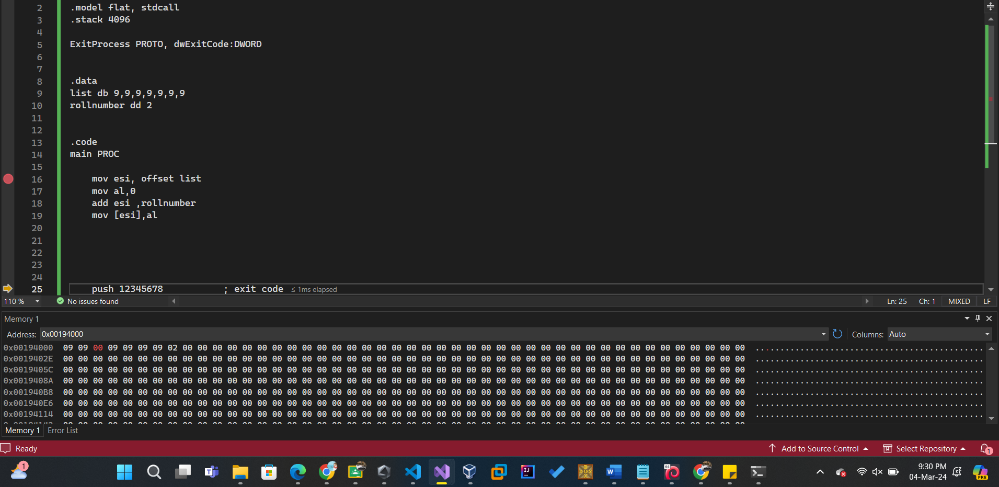 2 .model flat, stdcall
3 .stack 4096
4
5 ExitProcess PROTO, dwExitCode:DWORD
6
7
8 .data
9 list db 9,9,9,9,9,9,9
10 rollnumber dd 2
11
12
13 .code
14 main PROC
15
16 mov esi, offset list
17 mov al,0
18 add esi ,rollnumber
19 mov [esi],al
20
21
22
23
24
25 push 12345678 ; exit code ≤ 1ms elapsed
110 % No issues found Ln: 25 Ch: 1 MIXED LF
Memory 1
Address: 0x00194000 Columns: Auto
0x00194000 09 09 00 09 09 09 09 02 00 00 00 00 00 00 00 00 00 00 00 00 00 00 00 00 00 00 00 00 00 00 00 00 00 00 00 00 00 00 00 00 00 00 00 00 00 00 ..............................................
0x0019402E 00 00 00 00 00 00 00 00 00 00 00 00 00 00 00 00 00 00 00 00 00 00 00 00 00 00 00 00 00 00 00 00 00 00 00 00 00 00 00 00 00 00 00 00 00 00 ..............................................
0x0019405C 00 00 00 00 00 00 00 00 00 00 00 00 00 00 00 00 00 00 00 00 00 00 00 00 00 00 00 00 00 00 00 00 00 00 00 00 00 00 00 00 00 00 00 00 00 00 ..............................................
0x0019408A 00 00 00 00 00 00 00 00 00 00 00 00 00 00 00 00 00 00 00 00 00 00 00 00 00 00 00 00 00 00 00 00 00 00 00 00 00 00 00 00 00 00 00 00 00 00 ..............................................
0x001940B8 00 00 00 00 00 00 00 00 00 00 00 00 00 00 00 00 00 00 00 00 00 00 00 00 00 00 00 00 00 00 00 00 00 00 00 00 00 00 00 00 00 00 00 00 00 00 ..............................................
0x001940E6 00 00 00 00 00 00 00 00 00 00 00 00 00 00 00 00 00 00 00 00 00 00 00 00 00 00 00 00 00 00 00 00 00 00 00 00 00 00 00 00 00 00 00 00 00 00 ..............................................
0x00194114 00 00 00 00 00 00 00 00 00 00 00 00 00 00 00 00 00 00 00 00 00 00 00 00 00 00 00 00 00 00 00 00 00 00 00 00 00 00 00 00 00 00 00 00 00 00 ..............................................
Memory 1 Error List
Ready Add to Source Control Select Repository 1
1 IJ W 64 9:30 PM
04-Mar-24 PRE